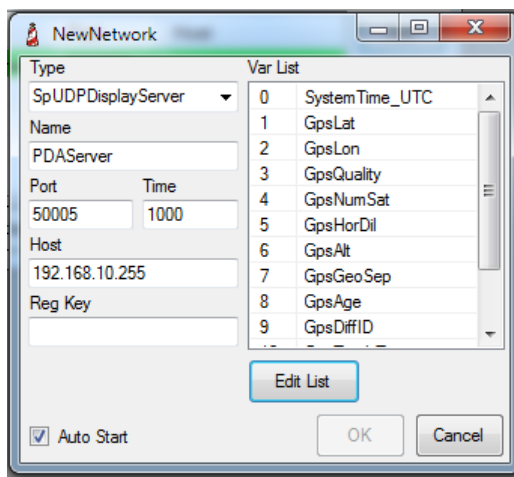 NewNetwork
Type
SpUDPDisplayServer
Name
PDAServer
Port Time
50005 1000
Host
192.168.10.255
Reg Key
Var List
0 SystemTime_UTC
1 GpsLat
2 GpsLon
3 GpsQuality
4 GpsNumSat
5 GpsHorDil
6 GpsAlt
7 GpsGeoSep
8 GpsAge
9 GpsDiffID
Edit List
Auto Start
OK
Cancel